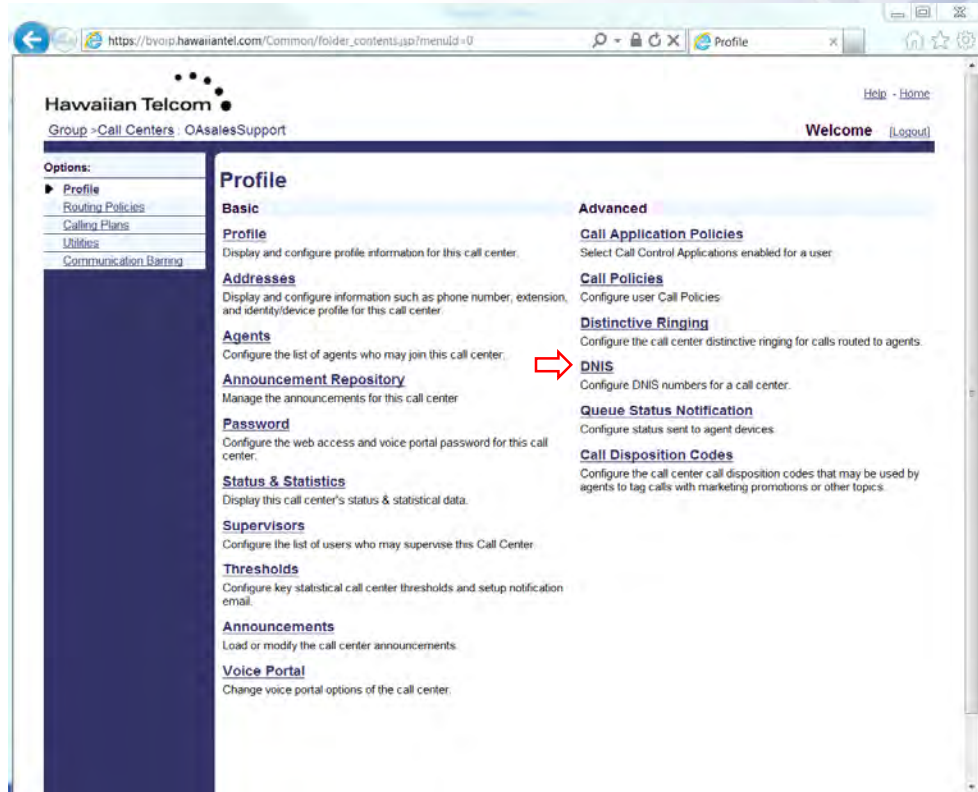 https://bvoip.hawaiiantel.com/Common/folder_contents.jsp?menuId=0
Profile
Hawaiian Telcom
Help - Home
Group >Call Centers : OAsalesSupport
Welcome [Logout]
Options:
Profile
Routing Policies
Calling Plans
Utilities
Communication Barring
Profile
Basic
Profile
Display and configure profile information for this call center.
Addresses
Display and configure information such as phone number, extension,
and identity/device profile for this call center.
Agents
Configure the list of agents who may join this call center.
Announcement Repository
Manage the announcements for this call center
Password
Configure the web access and voice portal password for this call
center.
Status & Statistics
Display this call center's status & statistical data.
Supervisors
Configure the list of users who may supervise this Call Center
Thresholds
Configure key statistical call center thresholds and setup notification
email.
Announcements
Load or modify the call center announcements.
Voice Portal
Change voice portal options of the call center.
Advanced
Call Application Policies
Select Call Control Applications enabled for a user
Call Policies
Configure user Call Policies
Distinctive Ringing
Configure the call center distinctive ringing for calls routed to agents.
DNIS
Configure DNIS numbers for a call center.
Queue Status Notification
Configure status sent to agent devices
Call Disposition Codes
Configure the call center call disposition codes that may be used by
agents to tag calls with marketing promotions or other topics.